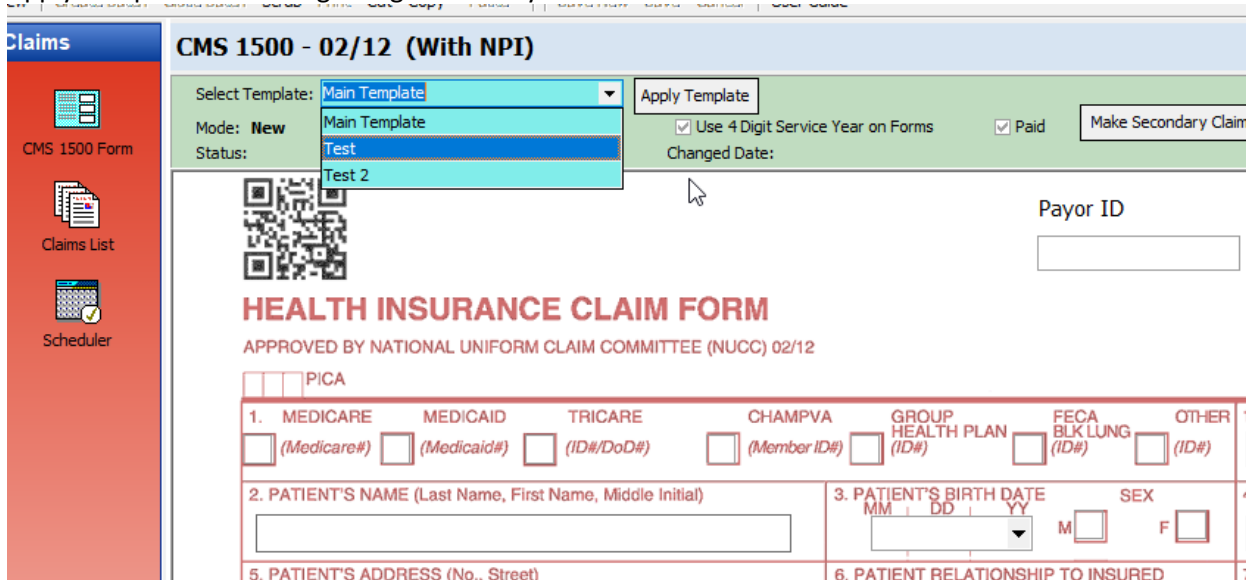 Claims
CMS 1500 - 02/12 (With NPI)
Select Template: Main Template Apply Template
Main Template
Test
Test 2
Mode: New Use 4 Digit Service Year on Forms Paid Make Secondary Claim
Status: Changed Date:
CMS 1500 Form
Claims List
Scheduler
Payor ID
HEALTH INSURANCE CLAIM FORM
APPROVED BY NATIONAL UNIFORM CLAIM COMMITTEE (NUCC) 02/12
PICA
1. MEDICARE MEDICAID TRICARE CHAMPVA GROUP HEALTH PLAN FECA BLK LUNG OTHER
(Medicare#) (Medicaid#) (ID#/DoD#) (Member ID#) (ID#) (ID#) (ID#)
2. PATIENT'S NAME (Last Name, First Name, Middle Initial) 3. PATIENT'S BIRTH DATE SEX
MM DD YY
M F
5. PATIENT'S ADDRESS (No., Street) 6. PATIENT RELATIONSHIP TO INSURED